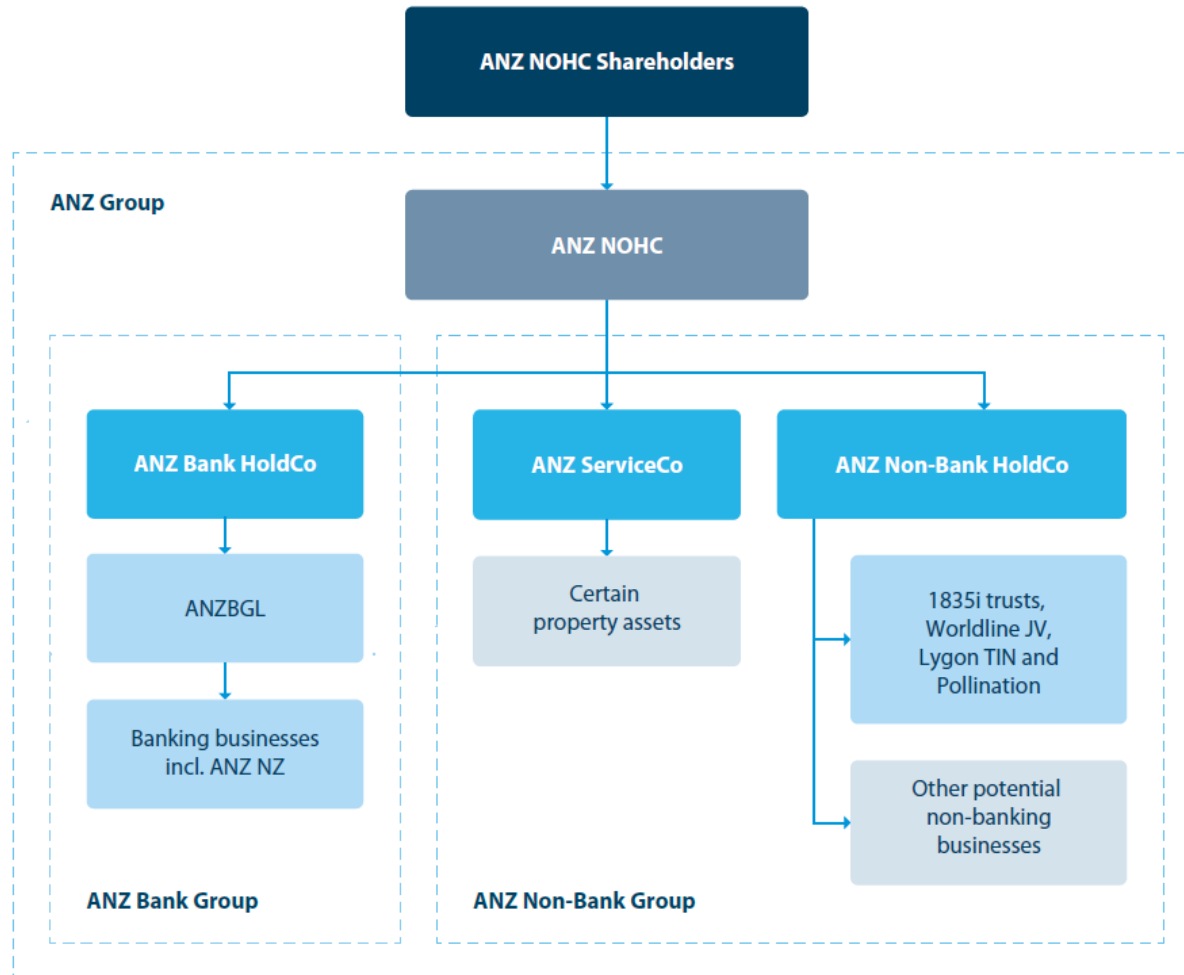 ANZ NOHC Shareholders
ANZ Group
ANZ NOHC
ANZ Bank HoldCo
ANZ ServiceCo
ANZ Non-Bank HoldCo
ANZBGL
Certain
property assets
1835i trusts,
Worldline JV,
Lygon TIN and
Pollination
Banking businesses
incl. ANZ NZ
Other potential
non-banking
businesses
ANZ Bank Group
ANZ Non-Bank Group